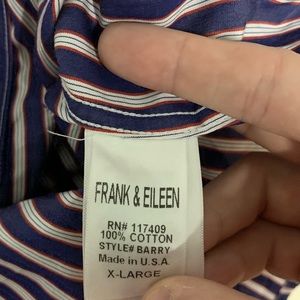 FRANK & EILEEN
RN# 117409
100% COTTON
STYLE# BARRY
Made in U.S.A.
X-LARGE